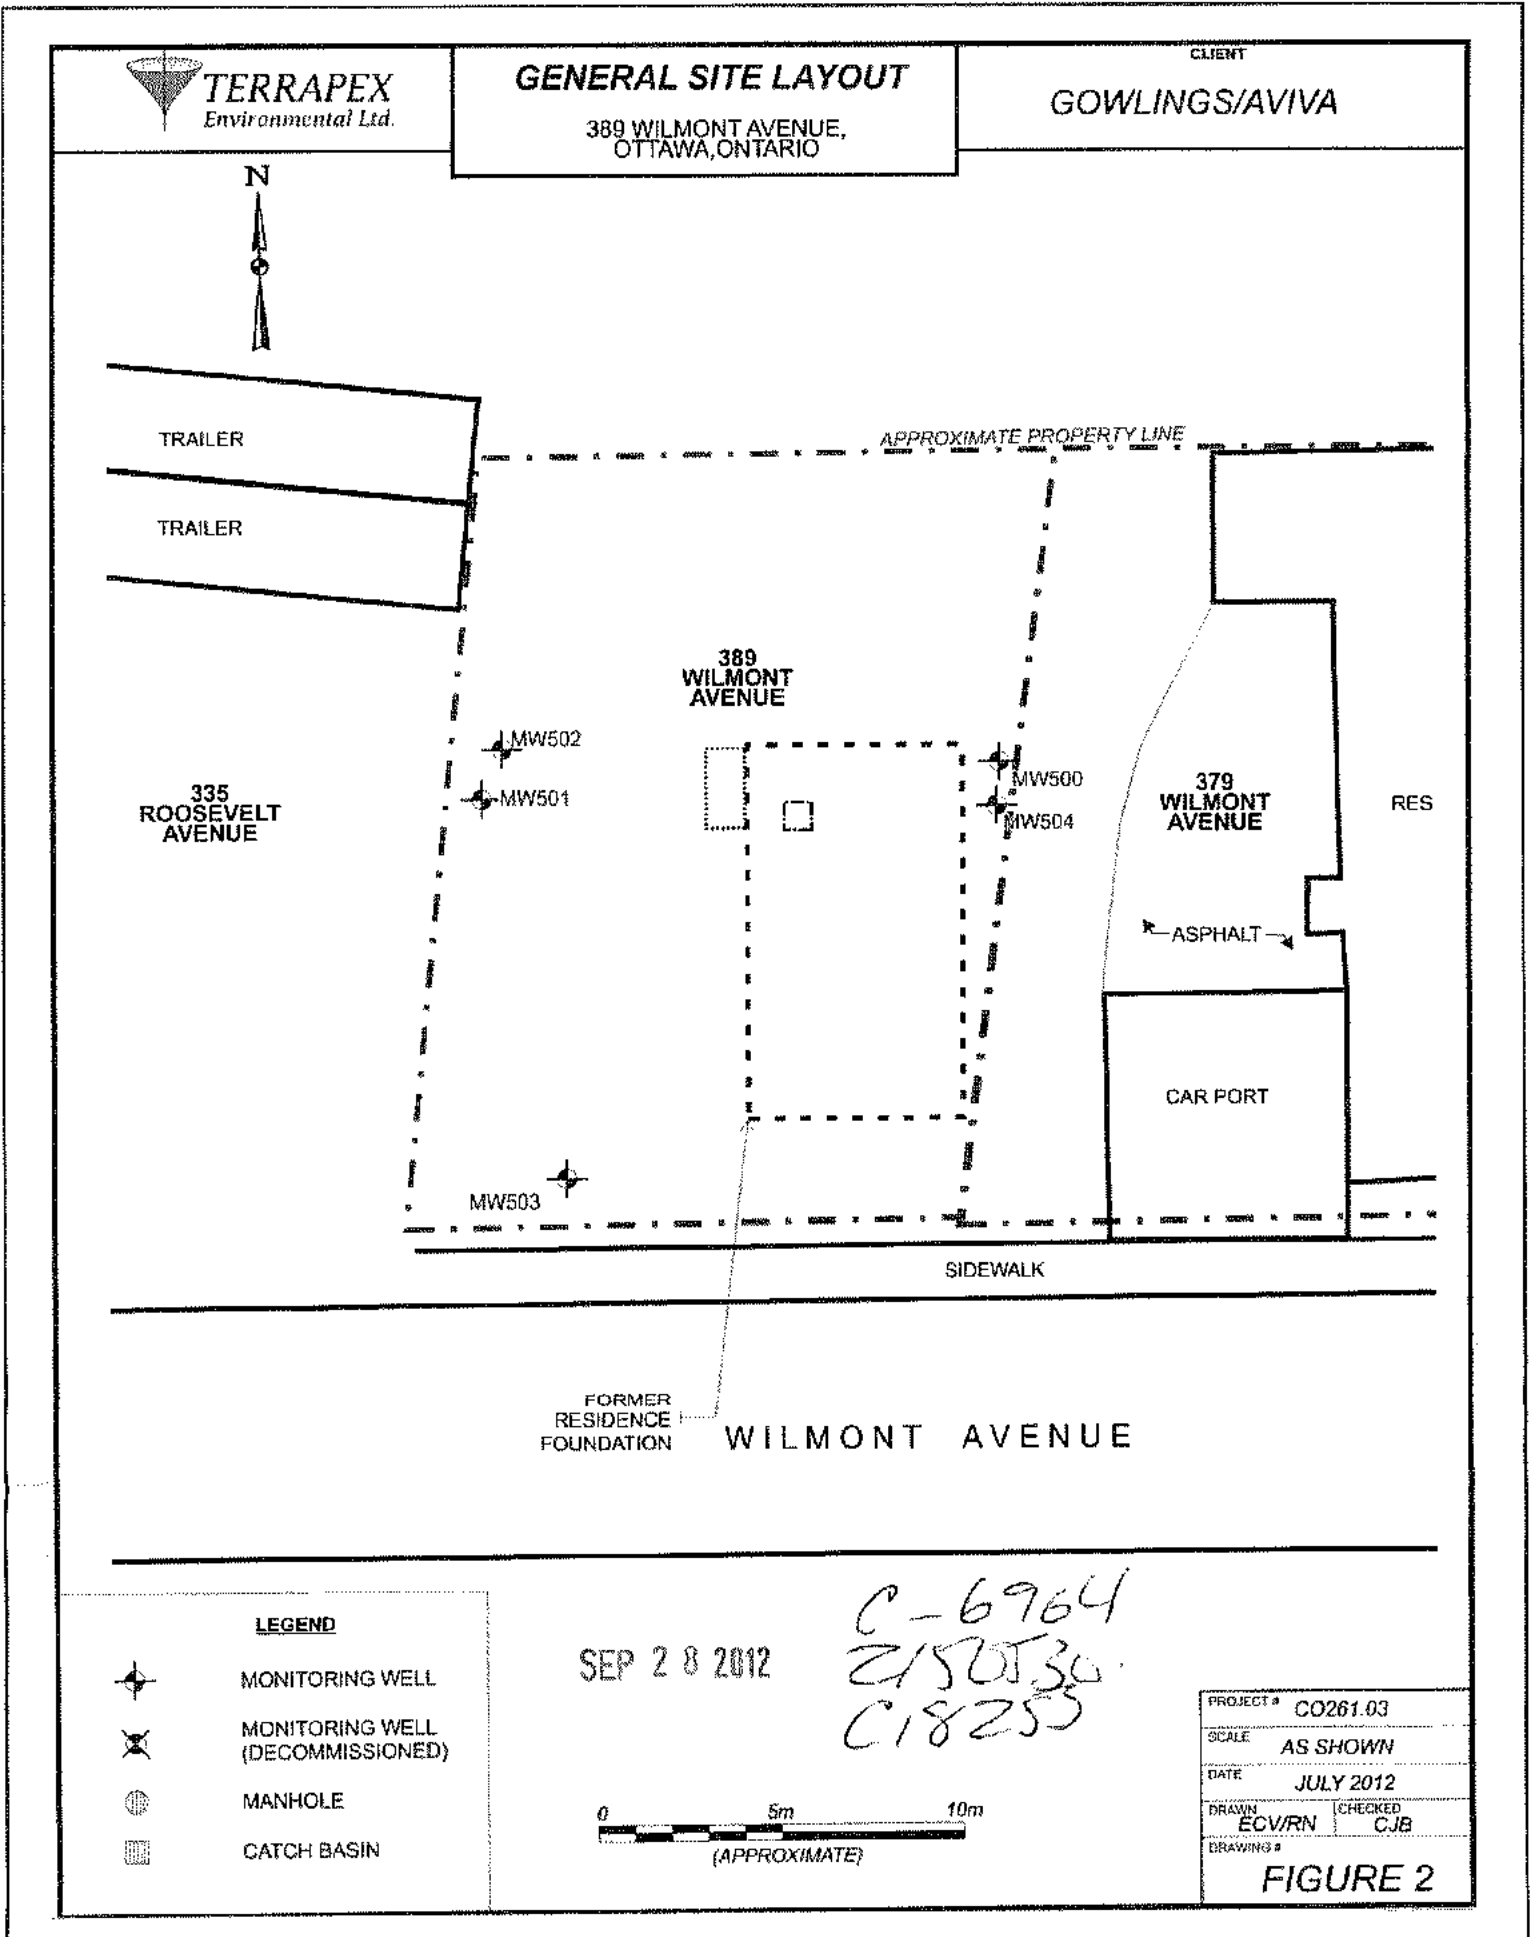 TERRAPEX
Environmental Ltd.
GENERAL SITE LAYOUT
389 WILMONT AVENUE,
OTTAWA,ONTARIO
CLIENT
GOWLINGS/AVIVA
N
TRAILER
TRAILER
APPROXIMATE PROPERTY LINE
389
WILMONT
AVENUE
MW502
MW501
MW500
MW504
335
ROOSEVELT
AVENUE
379
WILMONT
AVENUE
RES
ASPHALT
CAR PORT
MW503
SIDEWALK
FORMER
RESIDENCE
FOUNDATION
WILMONT AVENUE
LEGEND
MONITORING WELL
MONITORING WELL
(DECOMMISSIONED)
MANHOLE
CATCH BASIN
SEP 28 2012
C-6964
Z150530
C18255
0 5m 10m
(APPROXIMATE)
PROJECT # CO261.03
SCALE AS SHOWN
DATE JULY 2012
DRAWN ECV/RN CHECKED CJB
DRAWING #
FIGURE 2